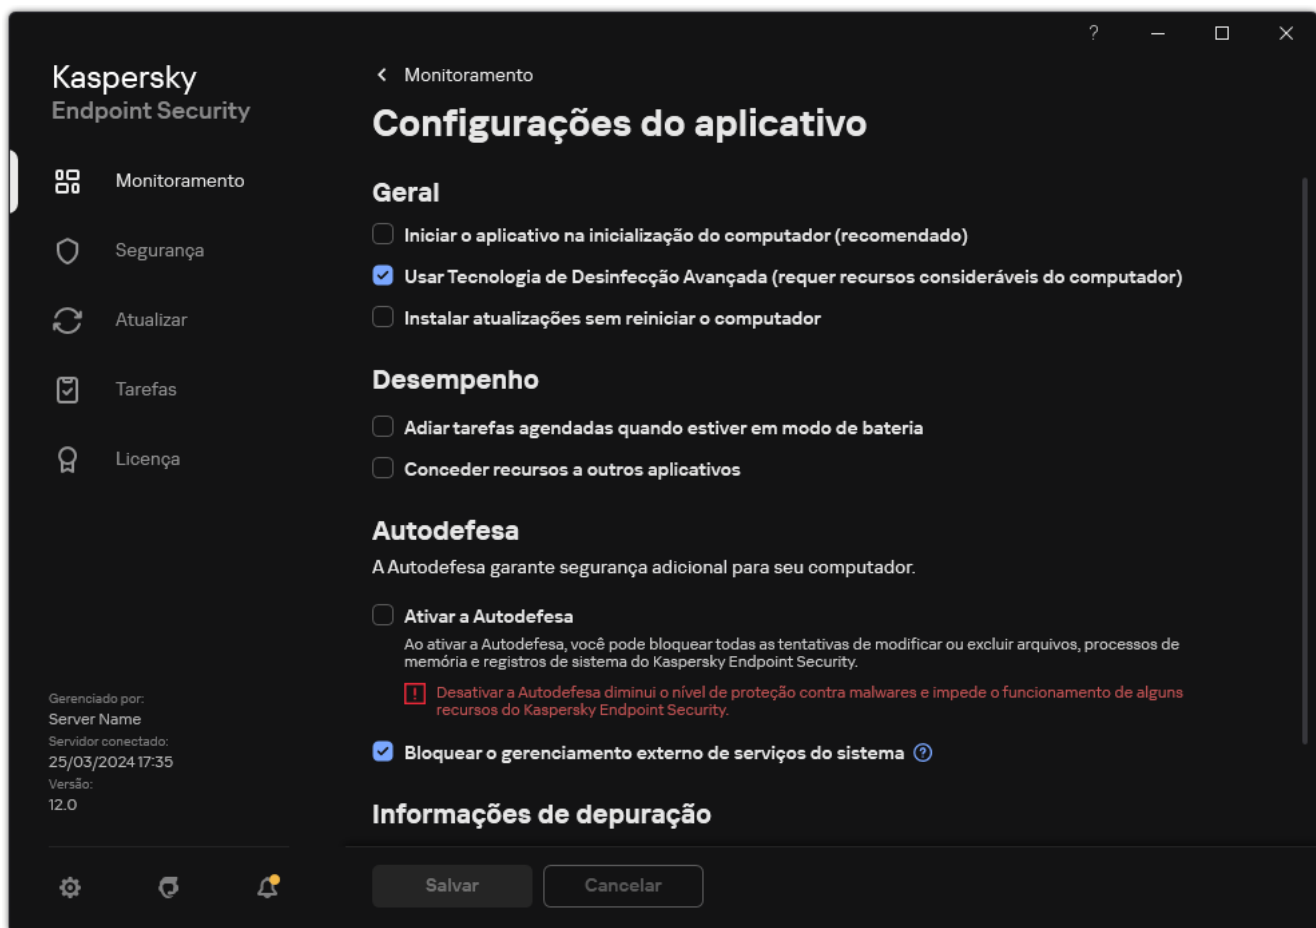 Kaspersky
Endpoint Security
Monitoramento
Segurança
Atualizar
Tarefas
Licença
Gerenciado por:
Server Name
Servidor conectado:
25/03/2024 17:35
Versão:
12.0
?
Monitoramento
Configurações do aplicativo
Geral
Iniciar o aplicativo na inicialização do computador (recomendado)
Usar Tecnologia de Desinfecção Avançada (requer recursos consideráveis do computador)
Instalar atualizações sem reiniciar o computador
Desempenho
Adiar tarefas agendadas quando estiver em modo de bateria
Conceder recursos a outros aplicativos
Autodefesa
A Autodefesa garante segurança adicional para seu computador.
Ativar a Autodefesa
Ao ativar a Autodefesa, você pode bloquear todas as tentativas de modificar ou excluir arquivos, processos de
memória e registros de sistema do Kaspersky Endpoint Security.
! Desativar a Autodefesa diminui o nível de proteção contra malwares e impede o funcionamento de alguns
recursos do Kaspersky Endpoint Security.
Bloquear o gerenciamento externo de serviços do sistema ?
Informações de depuração
Salvar
Cancelar